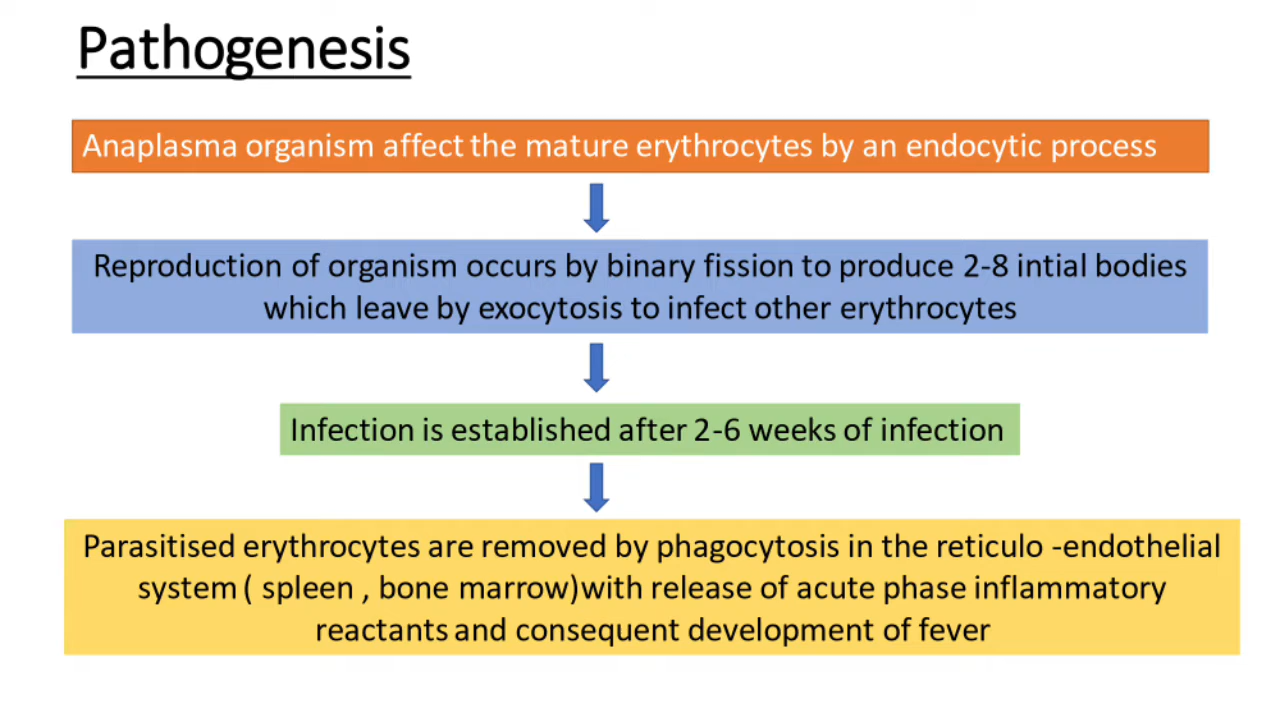 Pathogenesis
Anaplasma organism affect the mature erythrocytes by an endocytic process
Reproduction of organism occurs by binary fission to produce 2-8 intial bodies
which leave by exocytosis to infect other erythrocytes
Infection is established after 2-6 weeks of infection
Parasitised erythrocytes are removed by phagocytosis in the reticulo -endothelial
system ( spleen , bone marrow)with release of acute phase inflammatory
reactants and consequent development of fever